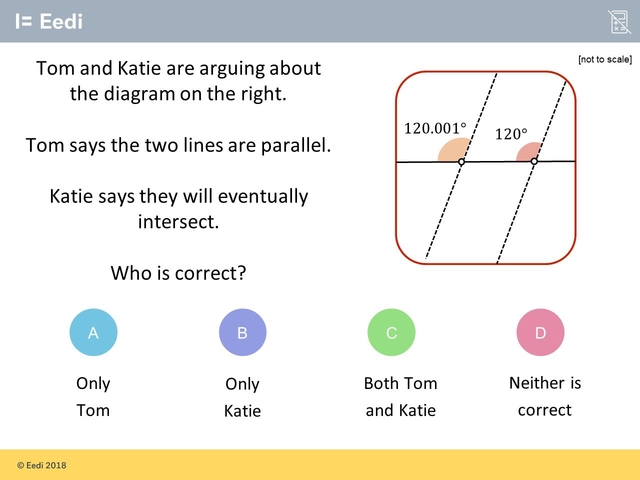 I= Eedi
[not to scale]
Tom and Katie are arguing about
the diagram on the right.
Tom says the two lines are parallel.
Katie says they will eventually
intersect.
Who is correct?
120.001°
120°
A
B
C
D
Only
Tom
Only
Katie
Both Tom
and Katie
Neither is
correct
© Eedi 2018